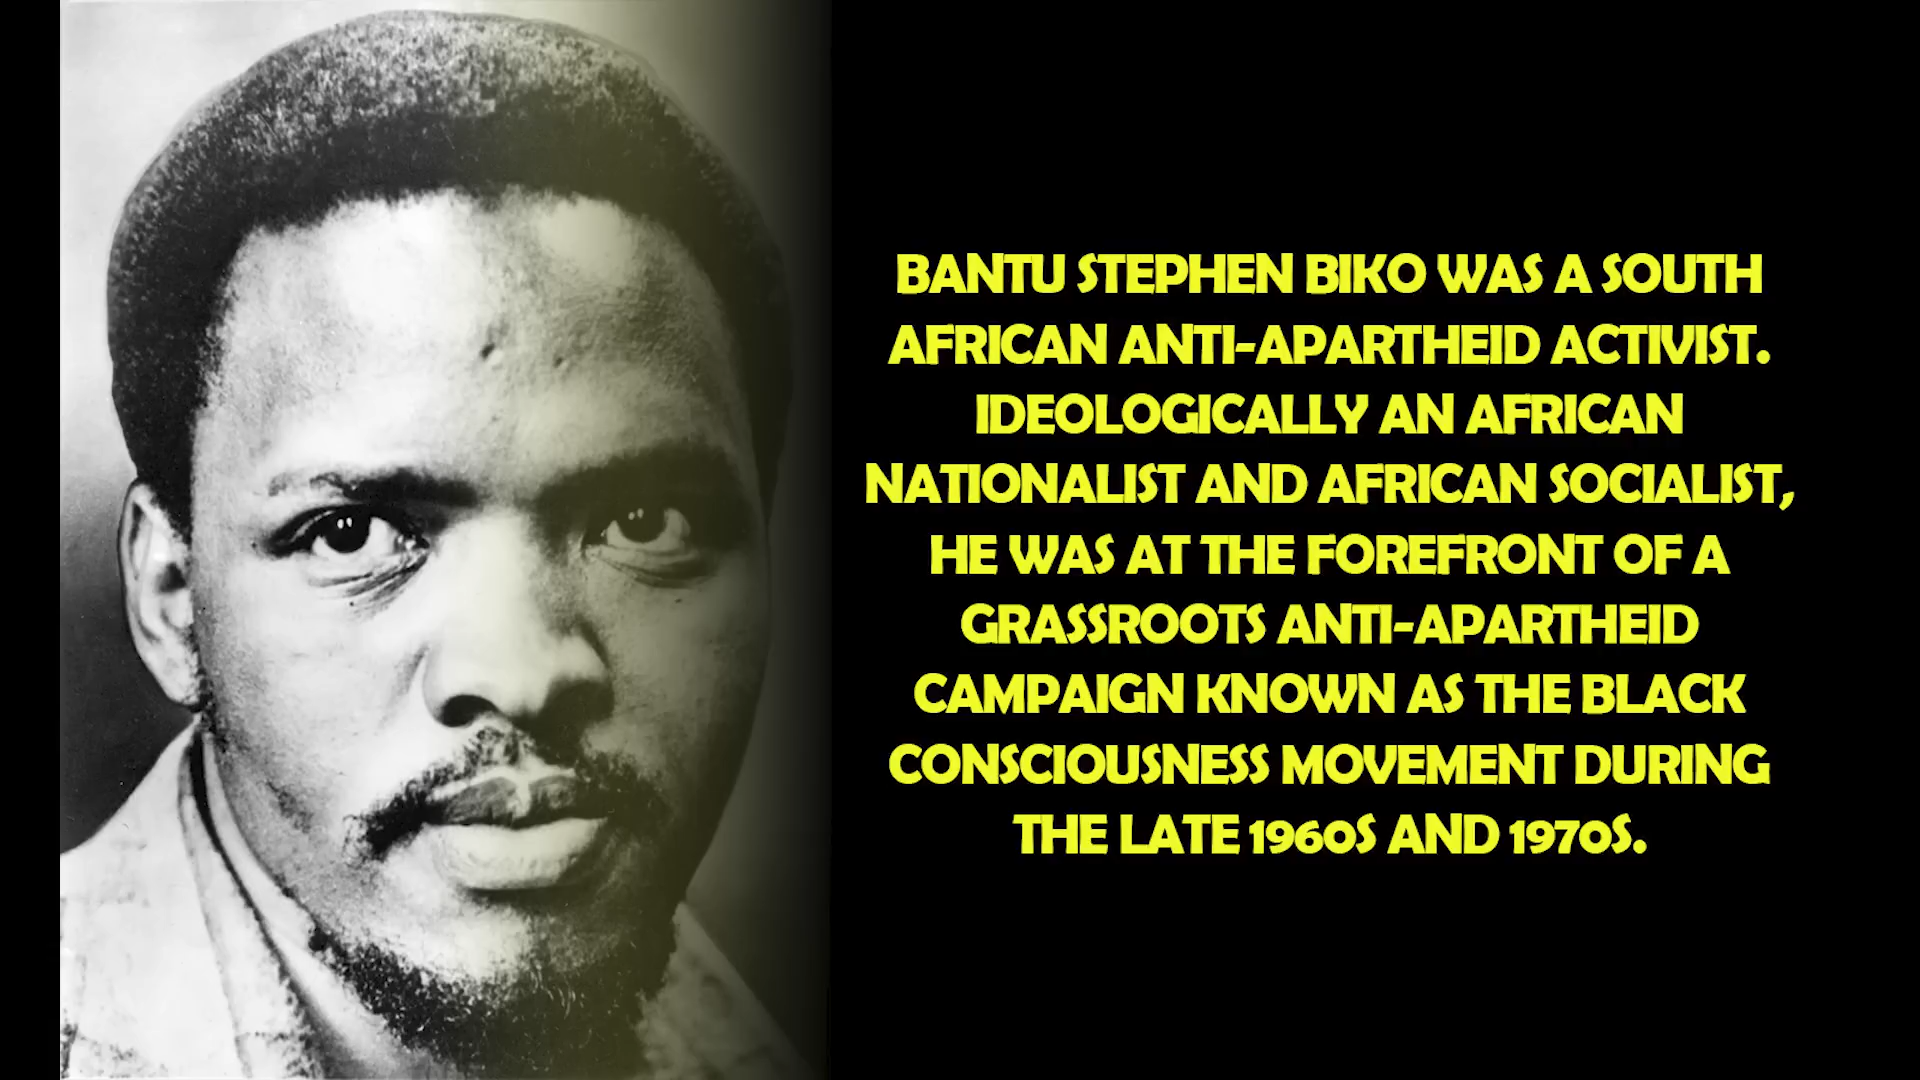 BANTU STEPHEN BIKO WAS A SOUTH
AFRICAN ANTI-APARTHEID ACTIVIST.
IDEOLOGICALLY AN AFRICAN
NATIONALIST AND AFRICAN SOCIALIST,
HE WAS AT THE FOREFRONT OF A
GRASSROOTS ANTI-APARTHEID
CAMPAIGN KNOWN AS THE BLACK
CONSCIOUSNESS MOVEMENT DURING
THE LATE 1960S AND 1970S.